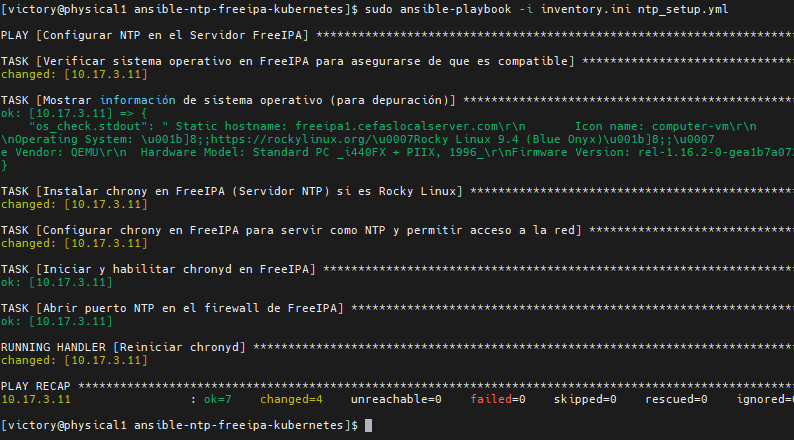 [victory@physical1 ansible-ntp-freeipa-kubernetes]$ sudo ansible-playbook -i inventory.ini ntp_setup.yml
PLAY [Configurar NTP en el Servidor FreeIPA] ************************************************************************
TASK [Verificar sistema operativo en FreeIPA para asegurarse de que es compatible] **********************************
changed: [10.17.3.11]
TASK [Mostrar información de sistema operativo (para depuración)] ***************************************************
ok: [10.17.3.11] => {
    "os_check.stdout": " Static hostname: freeipa1.cefaslocalserver.com\r\n       Icon name: computer-vm\r\n
\nOperating System: \u001b]8;;https://rockylinux.org/\u0007Rocky Linux 9.4 (Blue Onyx)\u001b]8;;\u0007
e Vendor: QEMU\r\n  Hardware Model: Standard PC _i440FX + PIIX, 1996_\r\nFirmware Version: rel-1.16.2-0-gea1b7a073
}
TASK [Instalar chrony en FreeIPA (Servidor NTP) si es Rocky Linux] **************************************************
changed: [10.17.3.11]
TASK [Configurar chrony en FreeIPA para servir como NTP y permitir acceso a la red] *********************************
changed: [10.17.3.11]
TASK [Iniciar y habilitar chronyd en FreeIPA] ***********************************************************************
ok: [10.17.3.11]
TASK [Abrir puerto NTP en el firewall de FreeIPA] *******************************************************************
ok: [10.17.3.11]
RUNNING HANDLER [Reiniciar chronyd] *********************************************************************************
changed: [10.17.3.11]
PLAY RECAP **********************************************************************************************************
10.17.3.11                 : ok=7    changed=4    unreachable=0    failed=0    skipped=0    rescued=0    ignored=0
[victory@physical1 ansible-ntp-freeipa-kubernetes]$